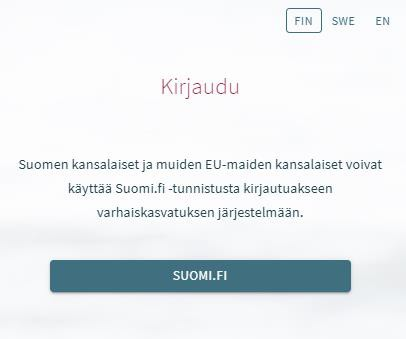 FIN SWE EN
Kirjaudu
Suomen kansalaiset ja muiden EU-maiden kansalaiset voivat
käyttää Suomi.fi -tunnistusta kirjautuakseen
varhaiskasvatuksen järjestelmään.
SUOMI.FI